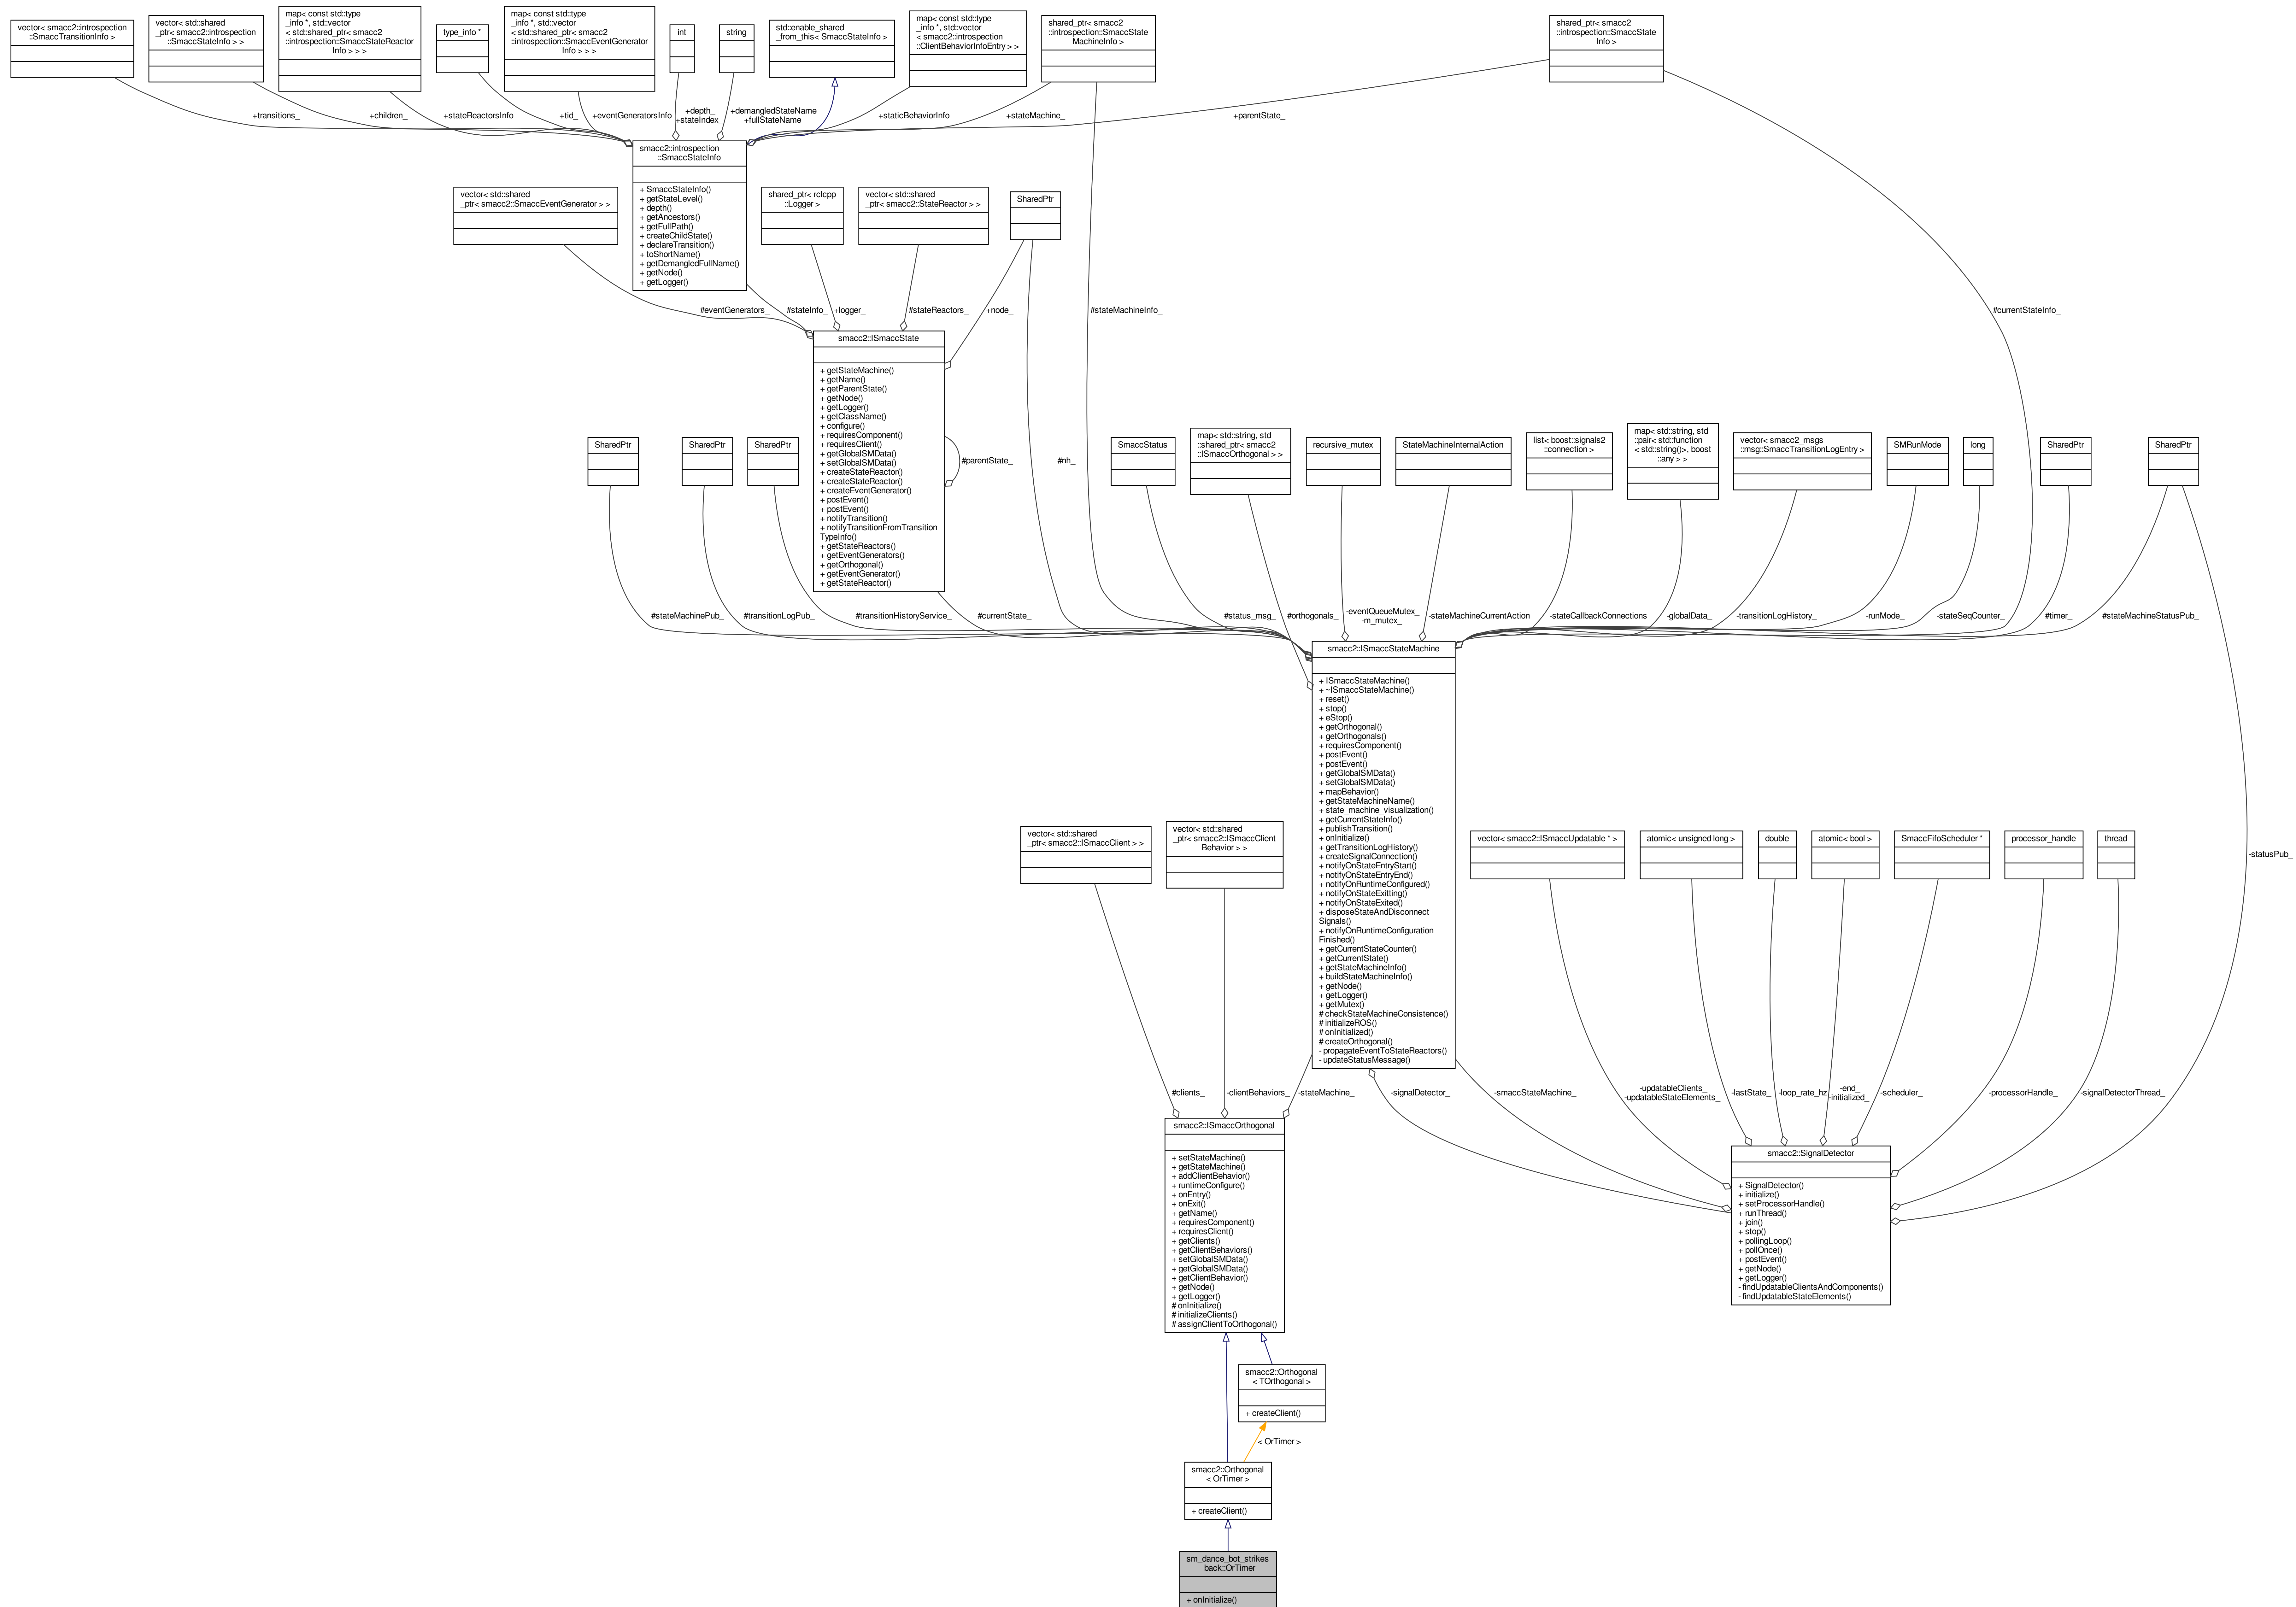 vector< smacc2::introspection
::SmaccTransitionInfo >
vector< std::shared
_ptr< smacc2::introspection
::SmaccStateInfo > >
map< const std::type
_info *, std::vector
< std::shared_ptr< smacc2
::introspection::SmaccStateReactor
Info > > >
type_info *
map< const std::type
_info *, std::vector
< std::shared_ptr< smacc2
::introspection::SmaccEventGenerator
Info > > >
int
string
std::enable_shared
_from_this< SmaccStateInfo >
map< const std::type
_info *, std::vector
< smacc2::introspection
::ClientBehaviorInfoEntry > >
shared_ptr< smacc2
::introspection::SmaccState
MachineInfo >
shared_ptr< smacc2
::introspection::SmaccState
Info >
+transitions_
+children_
+stateReactorsInfo
+tid_
+eventGeneratorsInfo
+depth_
+stateIndex_
+demangledStateName
+fullStateName
+staticBehaviorInfo
+stateMachine_
+parentState_
smacc2::introspection
::SmaccStateInfo
+ SmaccStateInfo()
+ getStateLevel()
+ depth()
+ getAncestors()
+ getFullPath()
+ createChildState()
+ declareTransition()
+ toShortName()
+ getDemangledFullName()
+ getNode()
+ getLogger()
vector< std::shared
_ptr< smacc2::SmaccEventGenerator > >
shared_ptr< rclcpp
::Logger >
vector< std::shared
_ptr< smacc2::StateReactor > >
SharedPtr
#eventGenerators_
#stateInfo_
+logger_
#stateReactors_
+node_
#stateMachineInfo_
#currentStateInfo_
smacc2::ISmaccState
+ getStateMachine()
+ getName()
+ getParentState()
+ getNode()
+ getLogger()
+ getClassName()
+ configure()
+ requiresComponent()
+ requiresClient()
+ getGlobalSMData()
+ setGlobalSMData()
+ createStateReactor()
+ createStateReactor()
+ createEventGenerator()
+ postEvent()
+ postEvent()
+ notifyTransition()
+ notifyTransitionFromTransition
TypeInfo()
+ getStateReactors()
+ getEventGenerators()
+ getOrthogonal()
+ getEventGenerator()
+ getStateReactor()
#parentState_
#nh_
SharedPtr
SharedPtr
SharedPtr
SmaccStatus
map< std::string, std
::shared_ptr< smacc2
::ISmaccOrthogonal > >
recursive_mutex
StateMachineInternalAction
list< boost::signals2
::connection >
map< std::string, std
::pair< std::function
< std::string()>, boost
::any > >
vector< smacc2_msgs
::msg::SmaccTransitionLogEntry >
SMRunMode
long
SharedPtr
SharedPtr
#stateMachinePub_
#transitionLogPub_
#transitionHistoryService_
#currentState_
#status_msg_
#orthogonals_
-eventQueueMutex_
-m_mutex_
-stateMachineCurrentAction
-stateCallbackConnections
-globalData_
-transitionLogHistory_
-runMode_
-stateSeqCounter_
#timer_
#stateMachineStatusPub_
smacc2::ISmaccStateMachine
+ ISmaccStateMachine()
+ ~ISmaccStateMachine()
+ reset()
+ stop()
+ eStop()
+ getOrthogonal()
+ getOrthogonals()
+ requiresComponent()
+ postEvent()
+ postEvent()
+ getGlobalSMData()
+ setGlobalSMData()
+ mapBehavior()
+ getStateMachineName()
+ state_machine_visualization()
+ getCurrentStateInfo()
+ publishTransition()
+ onInitialize()
+ getTransitionLogHistory()
+ createSignalConnection()
+ notifyOnStateEntryStart()
+ notifyOnStateEntryEnd()
+ notifyOnRuntimeConfigured()
+ notifyOnStateExitting()
+ notifyOnStateExited()
+ disposeStateAndDisconnect
Signals()
+ notifyOnRuntimeConfiguration
Finished()
+ getCurrentStateCounter()
+ getCurrentState()
+ getStateMachineInfo()
+ buildStateMachineInfo()
+ getNode()
+ getLogger()
+ getMutex()
# checkStateMachineConsistence()
# initializeROS()
# onInitialized()
# createOrthogonal()
- propagateEventToStateReactors()
- updateStatusMessage()
vector< std::shared
_ptr< smacc2::ISmaccClient > >
vector< std::shared
_ptr< smacc2::ISmaccClient
Behavior > >
vector< smacc2::ISmaccUpdatable * >
atomic< unsigned long >
double
atomic< bool >
SmaccFifoScheduler *
processor_handle
thread
-statusPub_
#clients_
-clientBehaviors_
-stateMachine_
-signalDetector_
-smaccStateMachine_
-updatableClients_
-updatableStateElements_
-lastState_
-loop_rate_hz
-end_
-initialized_
-scheduler_
-processorHandle_
-signalDetectorThread_
smacc2::ISmaccOrthogonal
+ setStateMachine()
+ getStateMachine()
+ addClientBehavior()
+ runtimeConfigure()
+ onEntry()
+ onExit()
+ getName()
+ requiresComponent()
+ requiresClient()
+ getClients()
+ getClientBehaviors()
+ setGlobalSMData()
+ getGlobalSMData()
+ getClientBehavior()
+ getNode()
+ getLogger()
# onInitialize()
# initializeClients()
# assignClientToOrthogonal()
smacc2::SignalDetector
+ SignalDetector()
+ initialize()
+ setProcessorHandle()
+ runThread()
+ join()
+ stop()
+ pollingLoop()
+ pollOnce()
+ postEvent()
+ getNode()
+ getLogger()
- findUpdatableClientsAndComponents()
- findUpdatableStateElements()
smacc2::Orthogonal
< TOrthogonal >
+ createClient()
< OrTimer >
smacc2::Orthogonal
< OrTimer >
+ createClient()
sm_dance_bot_strikes
_back::OrTimer
+ onInitialize()